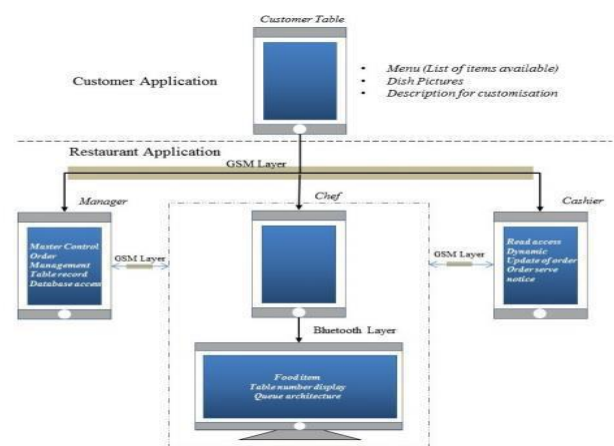 Customer Table
Customer Application
• Menu (List of items available)
• Dish Pictures
• Description for customisation
Restaurant Application
GSM Layer
Manager
Chef
Cashier
Master Control
Order
Management
Table record
Database access
GSM Layer
GSM Layer
Read access
Dynamic
Update of order
Order serve
notice
Bluetooth Layer
Food item
Table number display
Queue architecture